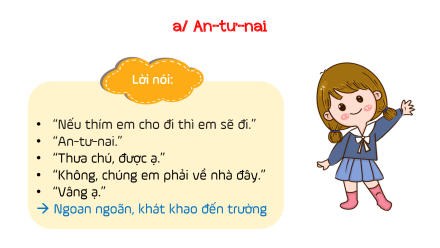 a/ An-tư-nai
Lời nói:
• “Nếu thím em cho đi thì em sẽ đi.”
• “An-tư-nai.”
• “Thưa chú, được ạ.”
• “Không, chúng em phải về nhà đây.”
• “Vâng ạ.”
→ Ngoan ngoãn, khát khao đến trường